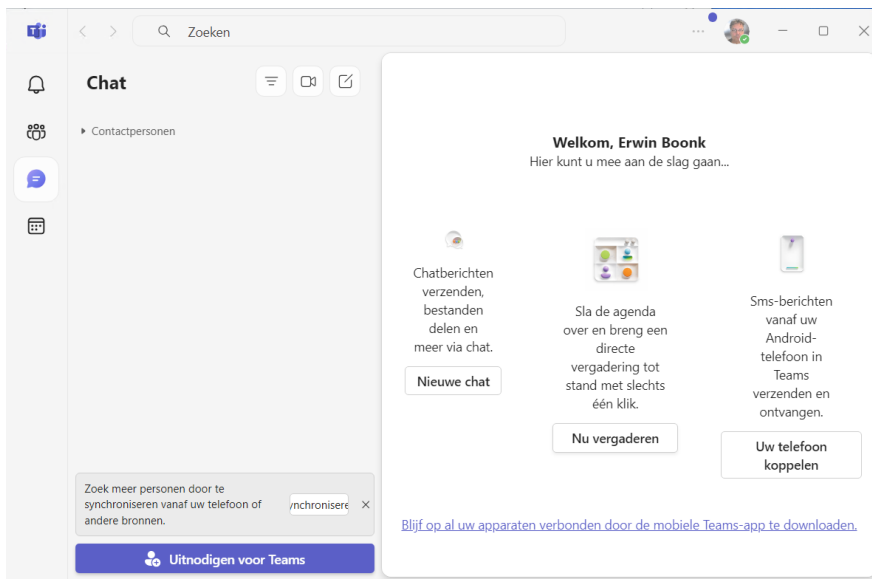 Zoeken
Chat
Contactpersonen
Welkom, Erwin Boonk
Hier kunt u mee aan de slag gaan...
Chatberichten
verzenden,
bestanden
delen en
meer via chat.
Nieuwe chat
Sla de agenda
over en breng een
directe
vergadering tot
stand met slechts
één klik.
Nu vergaderen
Sms-berichten
vanaf uw
Android-
telefoon in
Teams
verzenden en
ontvangen.
Uw telefoon
koppelen
Zoek meer personen door te
synchroniseren vanaf uw telefoon of
andere bronnen.
ynchronisere
Uitnodigen voor Teams
Blijf op al uw apparaten verbonden door de mobiele Teams-app te downloaden.